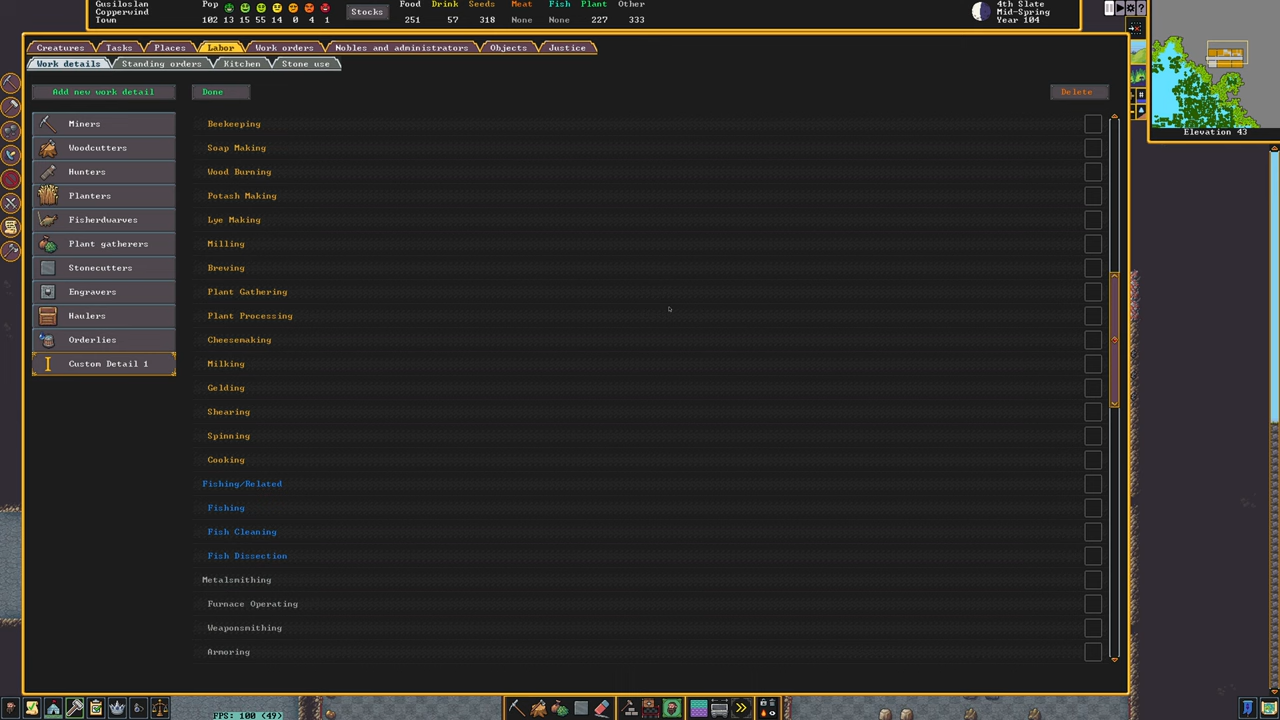 Gusiloslan
Copperwind
Town
Pop
102 13 15 55 14 0 4 1
Stocks
Food Drink Seeds Meat Fish Plant Other
251 57 318 None None 227 333
4th Slate
Mid-Spring
Year 104
Elevation 43
Creatures Tasks Places Labor Work orders Nobles and administrators Objects Justice
Work details Standing orders Kitchen Stone use
Add new work detail Done Delete
Miners
Woodcutters
Hunters
Planters
Fisherdwarves
Plant gatherers
Stonecutters
Engravers
Haulers
Orderlies
Custom Detail 1
Beekeeping
Soap Making
Wood Burning
Potash Making
Lye Making
Milling
Brewing
Plant Gathering
Plant Processing
Cheesemaking
Milking
Gelding
Shearing
Spinning
Cooking
Fishing/Related
Fishing
Fish Cleaning
Fish Dissection
Metalsmithing
Furnace Operating
Weaponsmithing
Armoring
FPS: 100 (49)